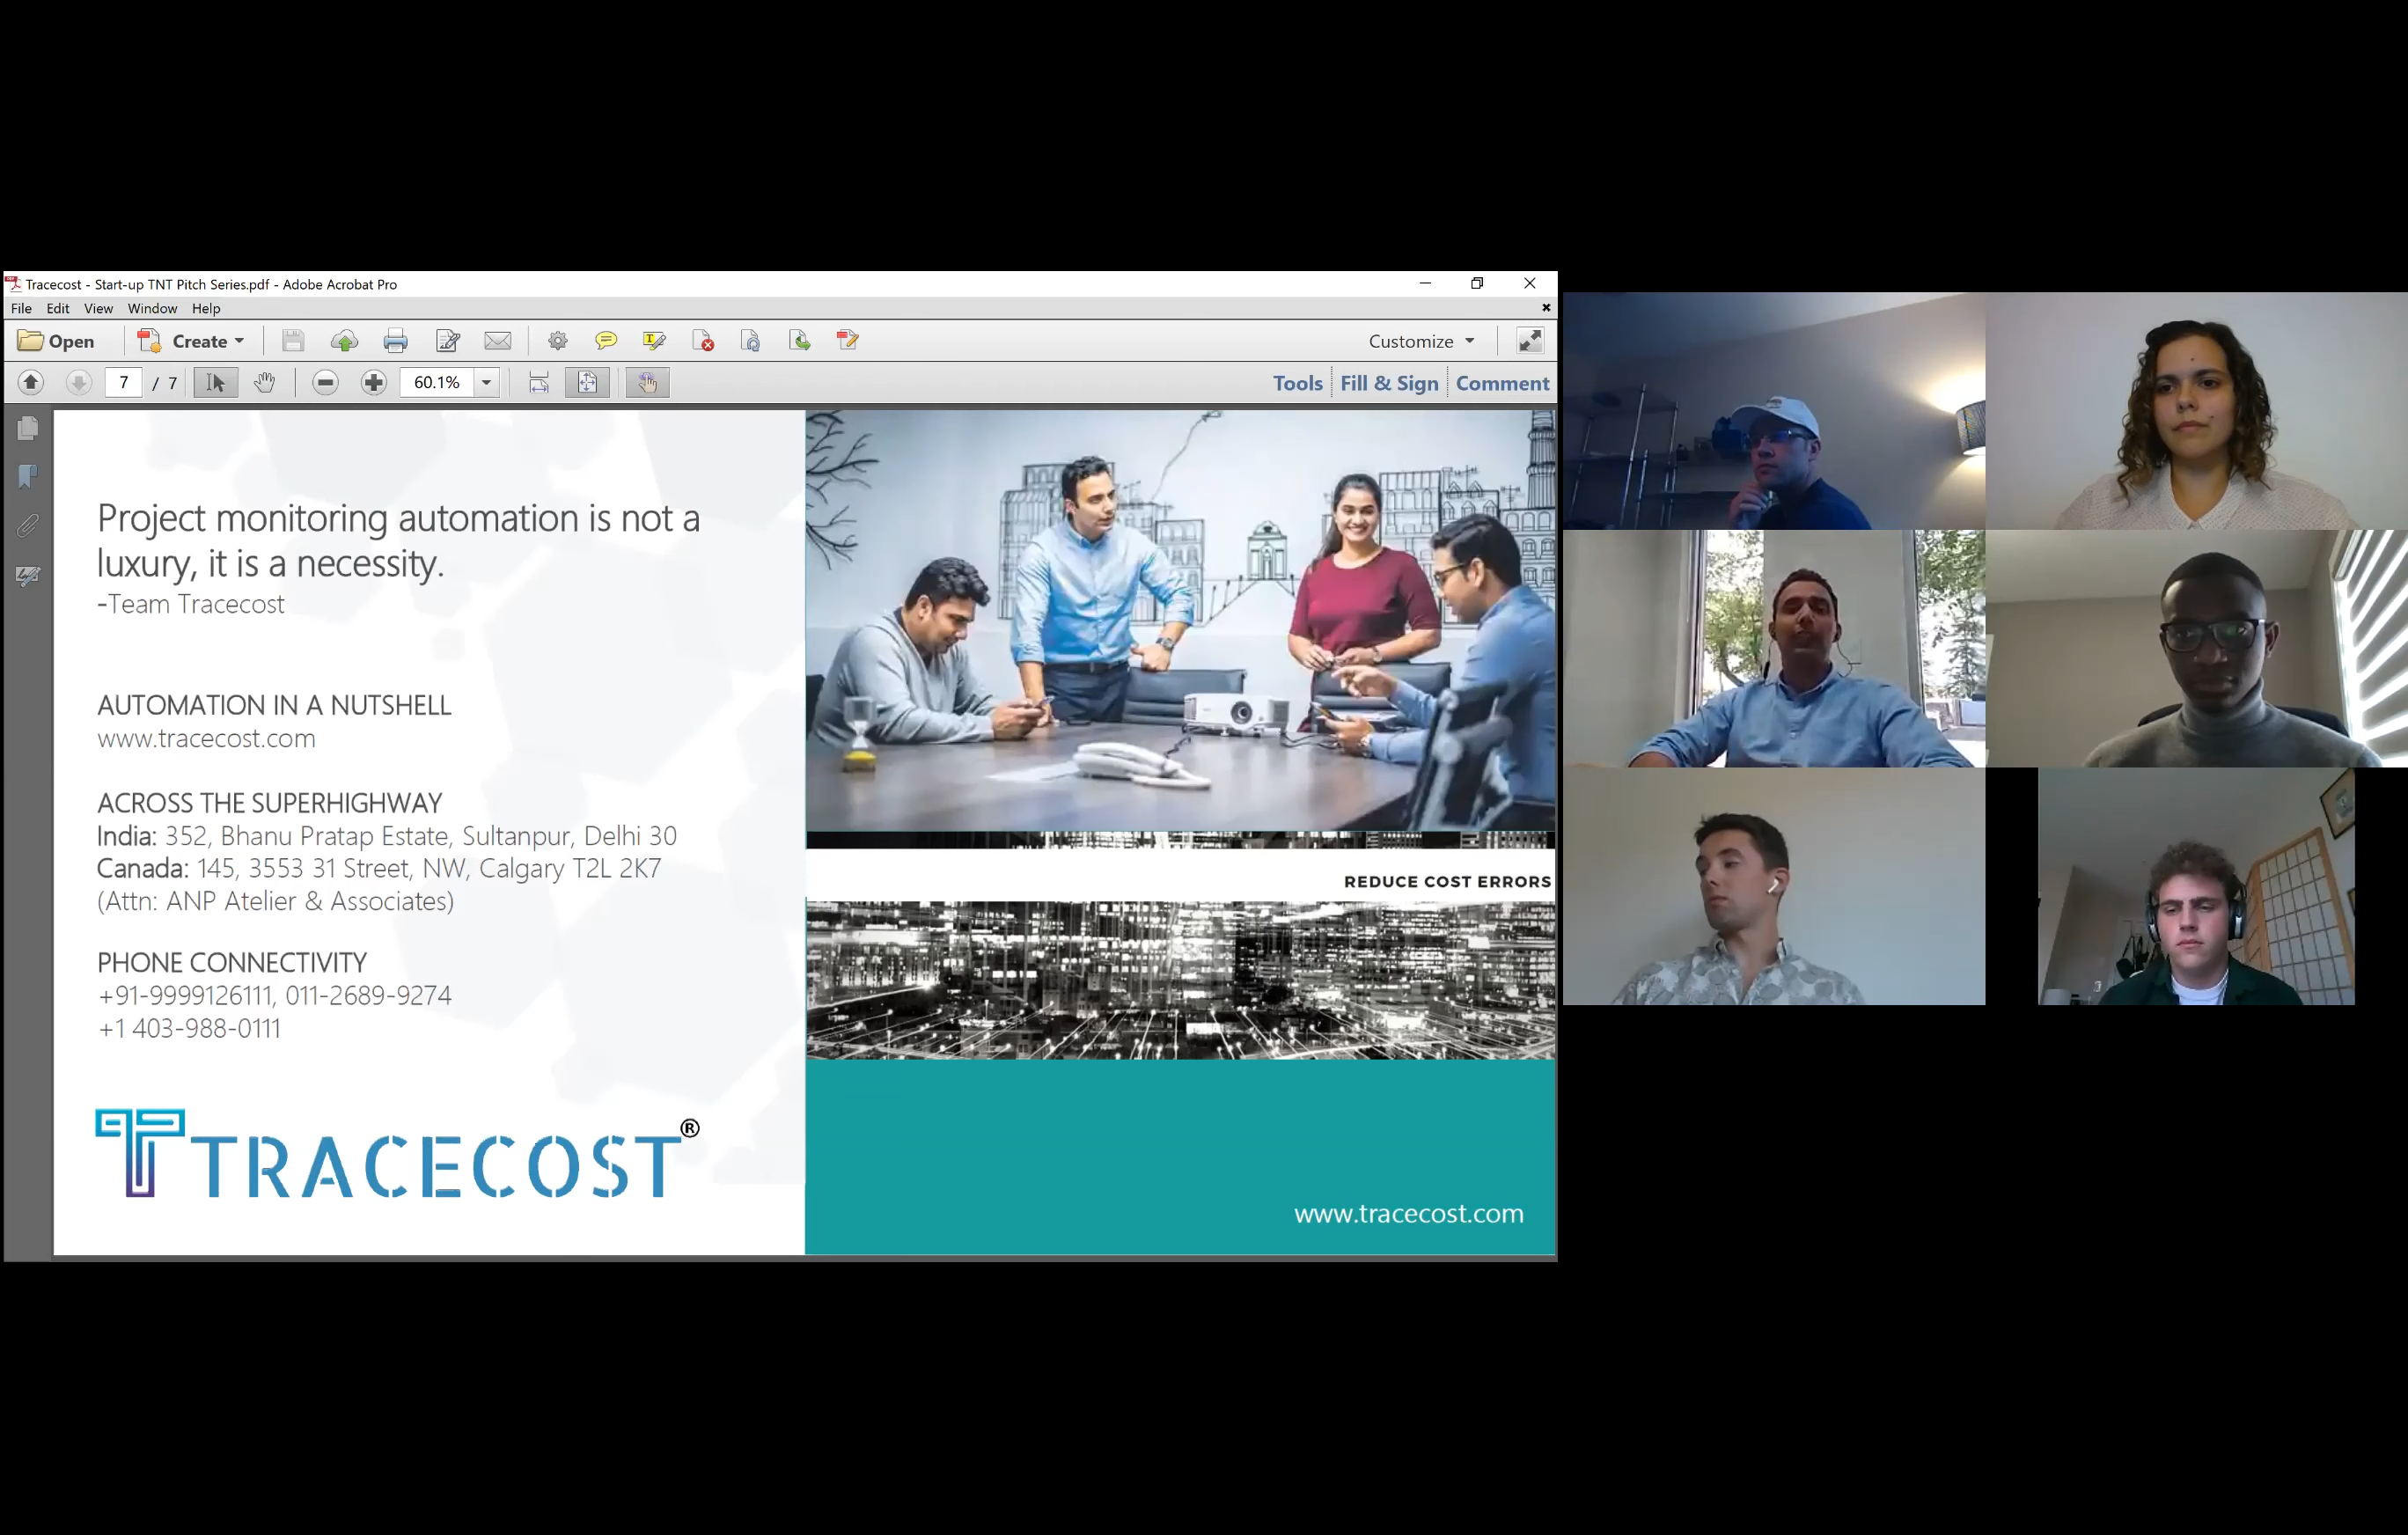 Tracecost - Start-up TNT Pitch Series.pdf - Adobe Acrobat Pro
File Edit View Window Help
Open Create Customize
7 / 7 60.1% Tools Fill & Sign Comment
Project monitoring automation is not a
luxury, it is a necessity.
-Team Tracecost
AUTOMATION IN A NUTSHELL
www.tracecost.com
ACROSS THE SUPERHIGHWAY
India: 352, Bhanu Pratap Estate, Sultanpur, Delhi 30
Canada: 145, 3553 31 Street, NW, Calgary T2L 2K7
(Attn: ANP Atelier & Associates)
PHONE CONNECTIVITY
+91-9999126111, 011-2689-9274
+1 403-988-0111
TRACECOST®
REDUCE COST ERRORS
www.tracecost.com